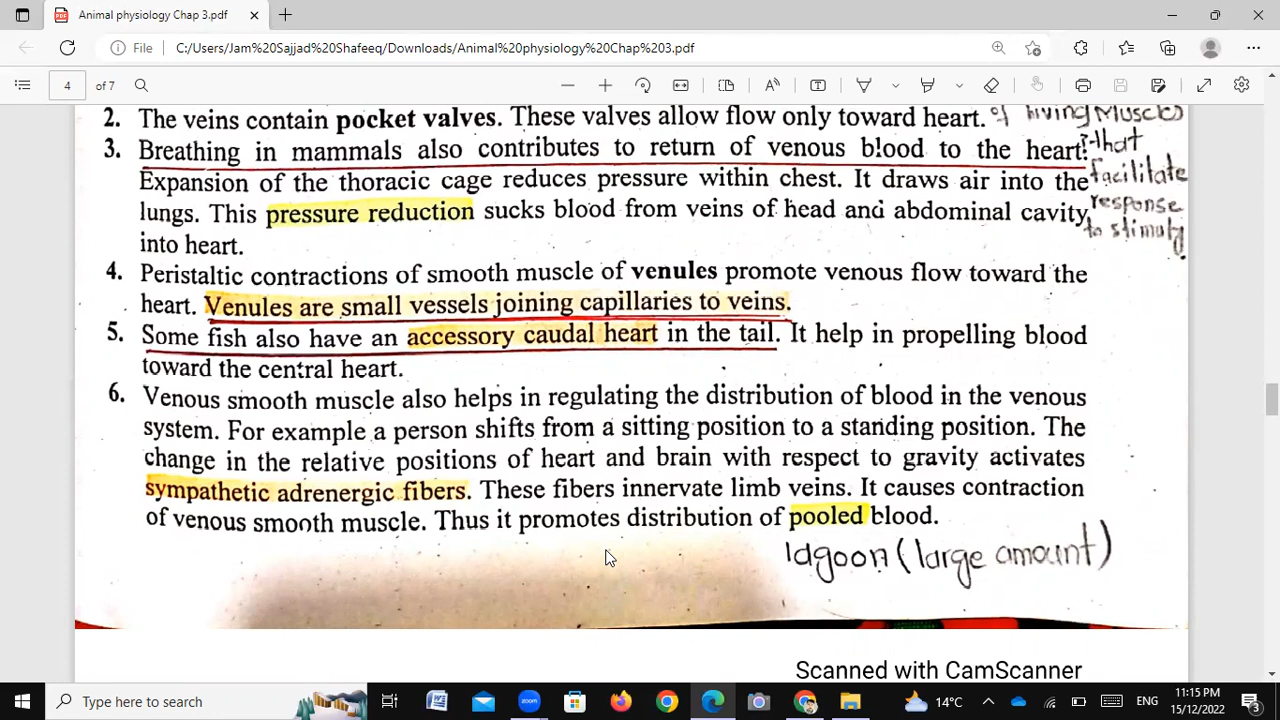 Animal physiology Chap 3.pdf
File C:/Users/Jam%20Sajjad%20Shafeeq/Downloads/Animal%20physiology%20Chap%203.pdf
4 of 7
2. The veins contain pocket valves. These valves allow flow only toward heart. of living Muscles
3. Breathing in mammals also contributes to return of venous blood to the heart. that
Expansion of the thoracic cage reduces pressure within chest. It draws air into the facilitate
lungs. This pressure reduction sucks blood from veins of head and abdominal cavity response
into heart. to
4. Peristaltic contractions of smooth muscle of venules promote venous flow toward the
heart. Venules are small vessels joining capillaries to veins.
5. Some fish also have an accessory caudal heart in the tail. It help in propelling blood
toward the central heart.
6. Venous smooth muscle also helps in regulating the distribution of blood in the venous
system. For example a person shifts from a sitting position to a standing position. The
change in the relative positions of heart and brain with respect to gravity activates
sympathetic adrenergic fibers. These fibers innervate limb veins. It causes contraction
of venous smooth muscle. Thus it promotes distribution of pooled blood.
lagoon (large amount)
Scanned with CamScanner
Type here to search
zoom
14°C
ENG
11:15 PM
15/12/2022
3